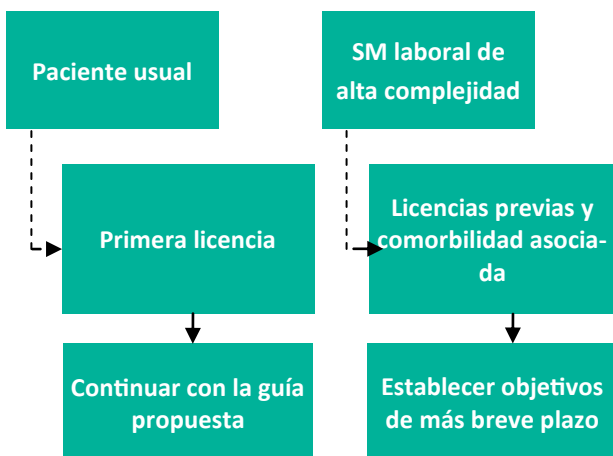 Paciente usual
SM laboral de
alta complejidad
Primera licencia
Licencias previas y
comorbilidad asocia-
da
Continuar con la guía
propuesta
Establecer objetivos
de más breve plazo